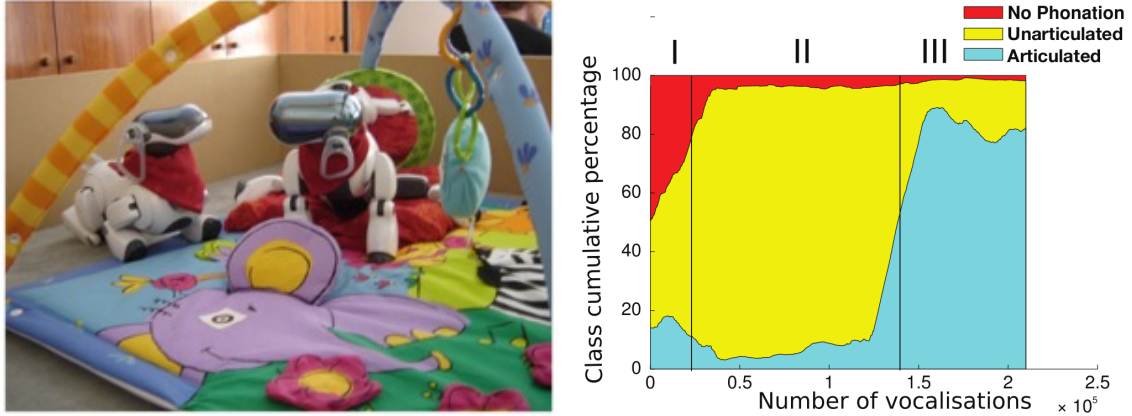 No Phonation
Unarticulated
Articulated
I II III
Class cumulative percentage
100
80
60
40
20
0
0 0.5 1 1.5 2 2.5
Number of vocalisations × 10⁵